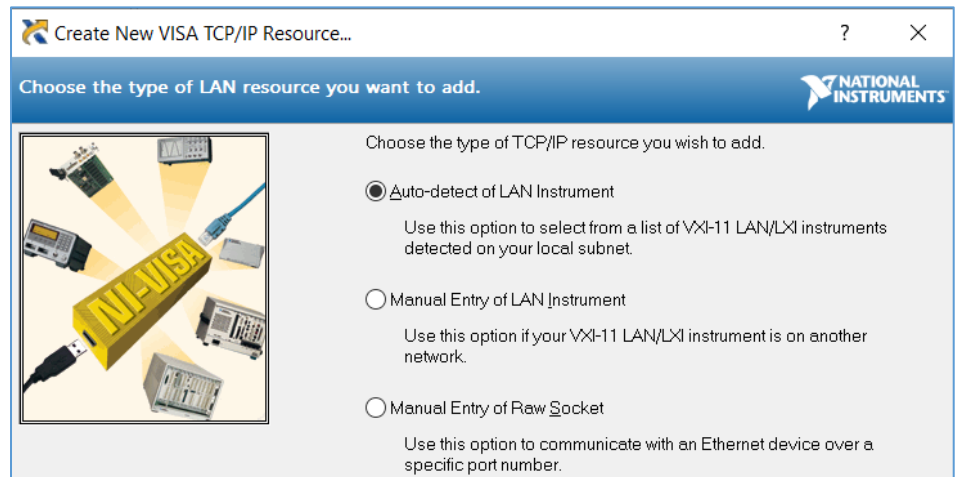 Create New VISA TCP/IP Resource...
?
Choose the type of LAN resource you want to add.
NATIONAL
INSTRUMENTS
Choose the type of TCP/IP resource you wish to add.
Auto-detect of LAN Instrument
Use this option to select from a list of VXI-11 LAN/LXI instruments
detected on your local subnet.
NI-VISA
Manual Entry of LAN Instrument
Use this option if your VXI-11 LAN/LXI instrument is on another
network.
Manual Entry of Raw Socket
Use this option to communicate with an Ethernet device over a
specific port number.